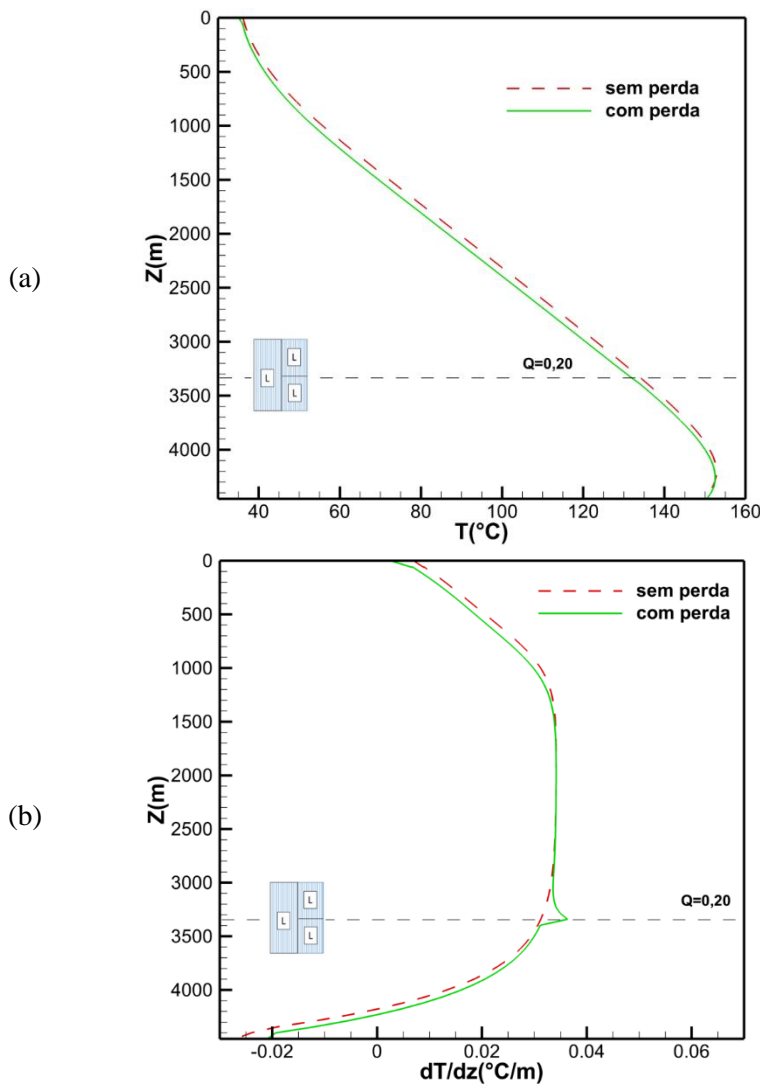 (a)
0
500
1000
1500
2000
2500
3000
3500
4000
Z(m)
sem perda
com perda
Q=0,20
L
L
L
40 60 80 100 120 140 160
T(°C)
(b)
0
500
1000
1500
2000
2500
3000
3500
4000
Z(m)
sem perda
com perda
Q=0,20
L
L
L
-0.02 0 0.02 0.04 0.06
dT/dz(°C/m)